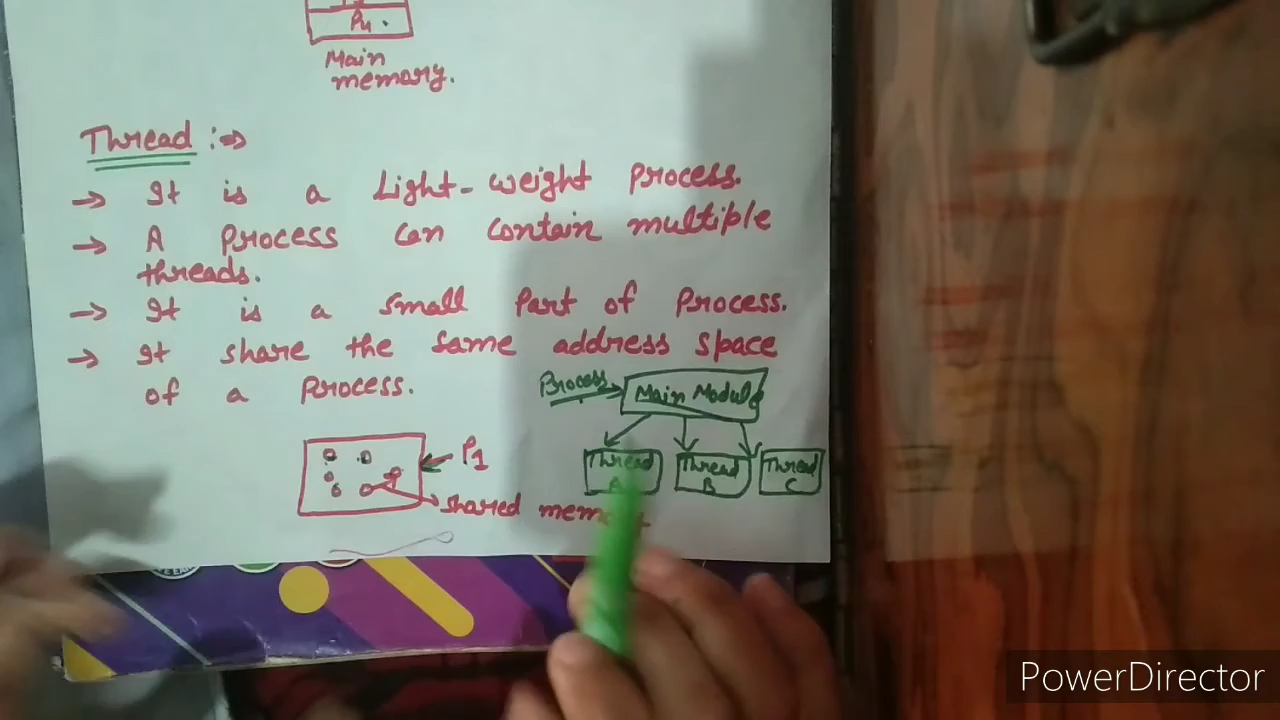 P4.
Main
memory.
Thread :⇒
→ It is a Light-weight process.
→ A process can contain multiple
threads.
→ It is a small part of process.
→ It share the same address space
of a process.
Process → Main Module
Thread Thread Thread
B C
P1
shared
PowerDirector